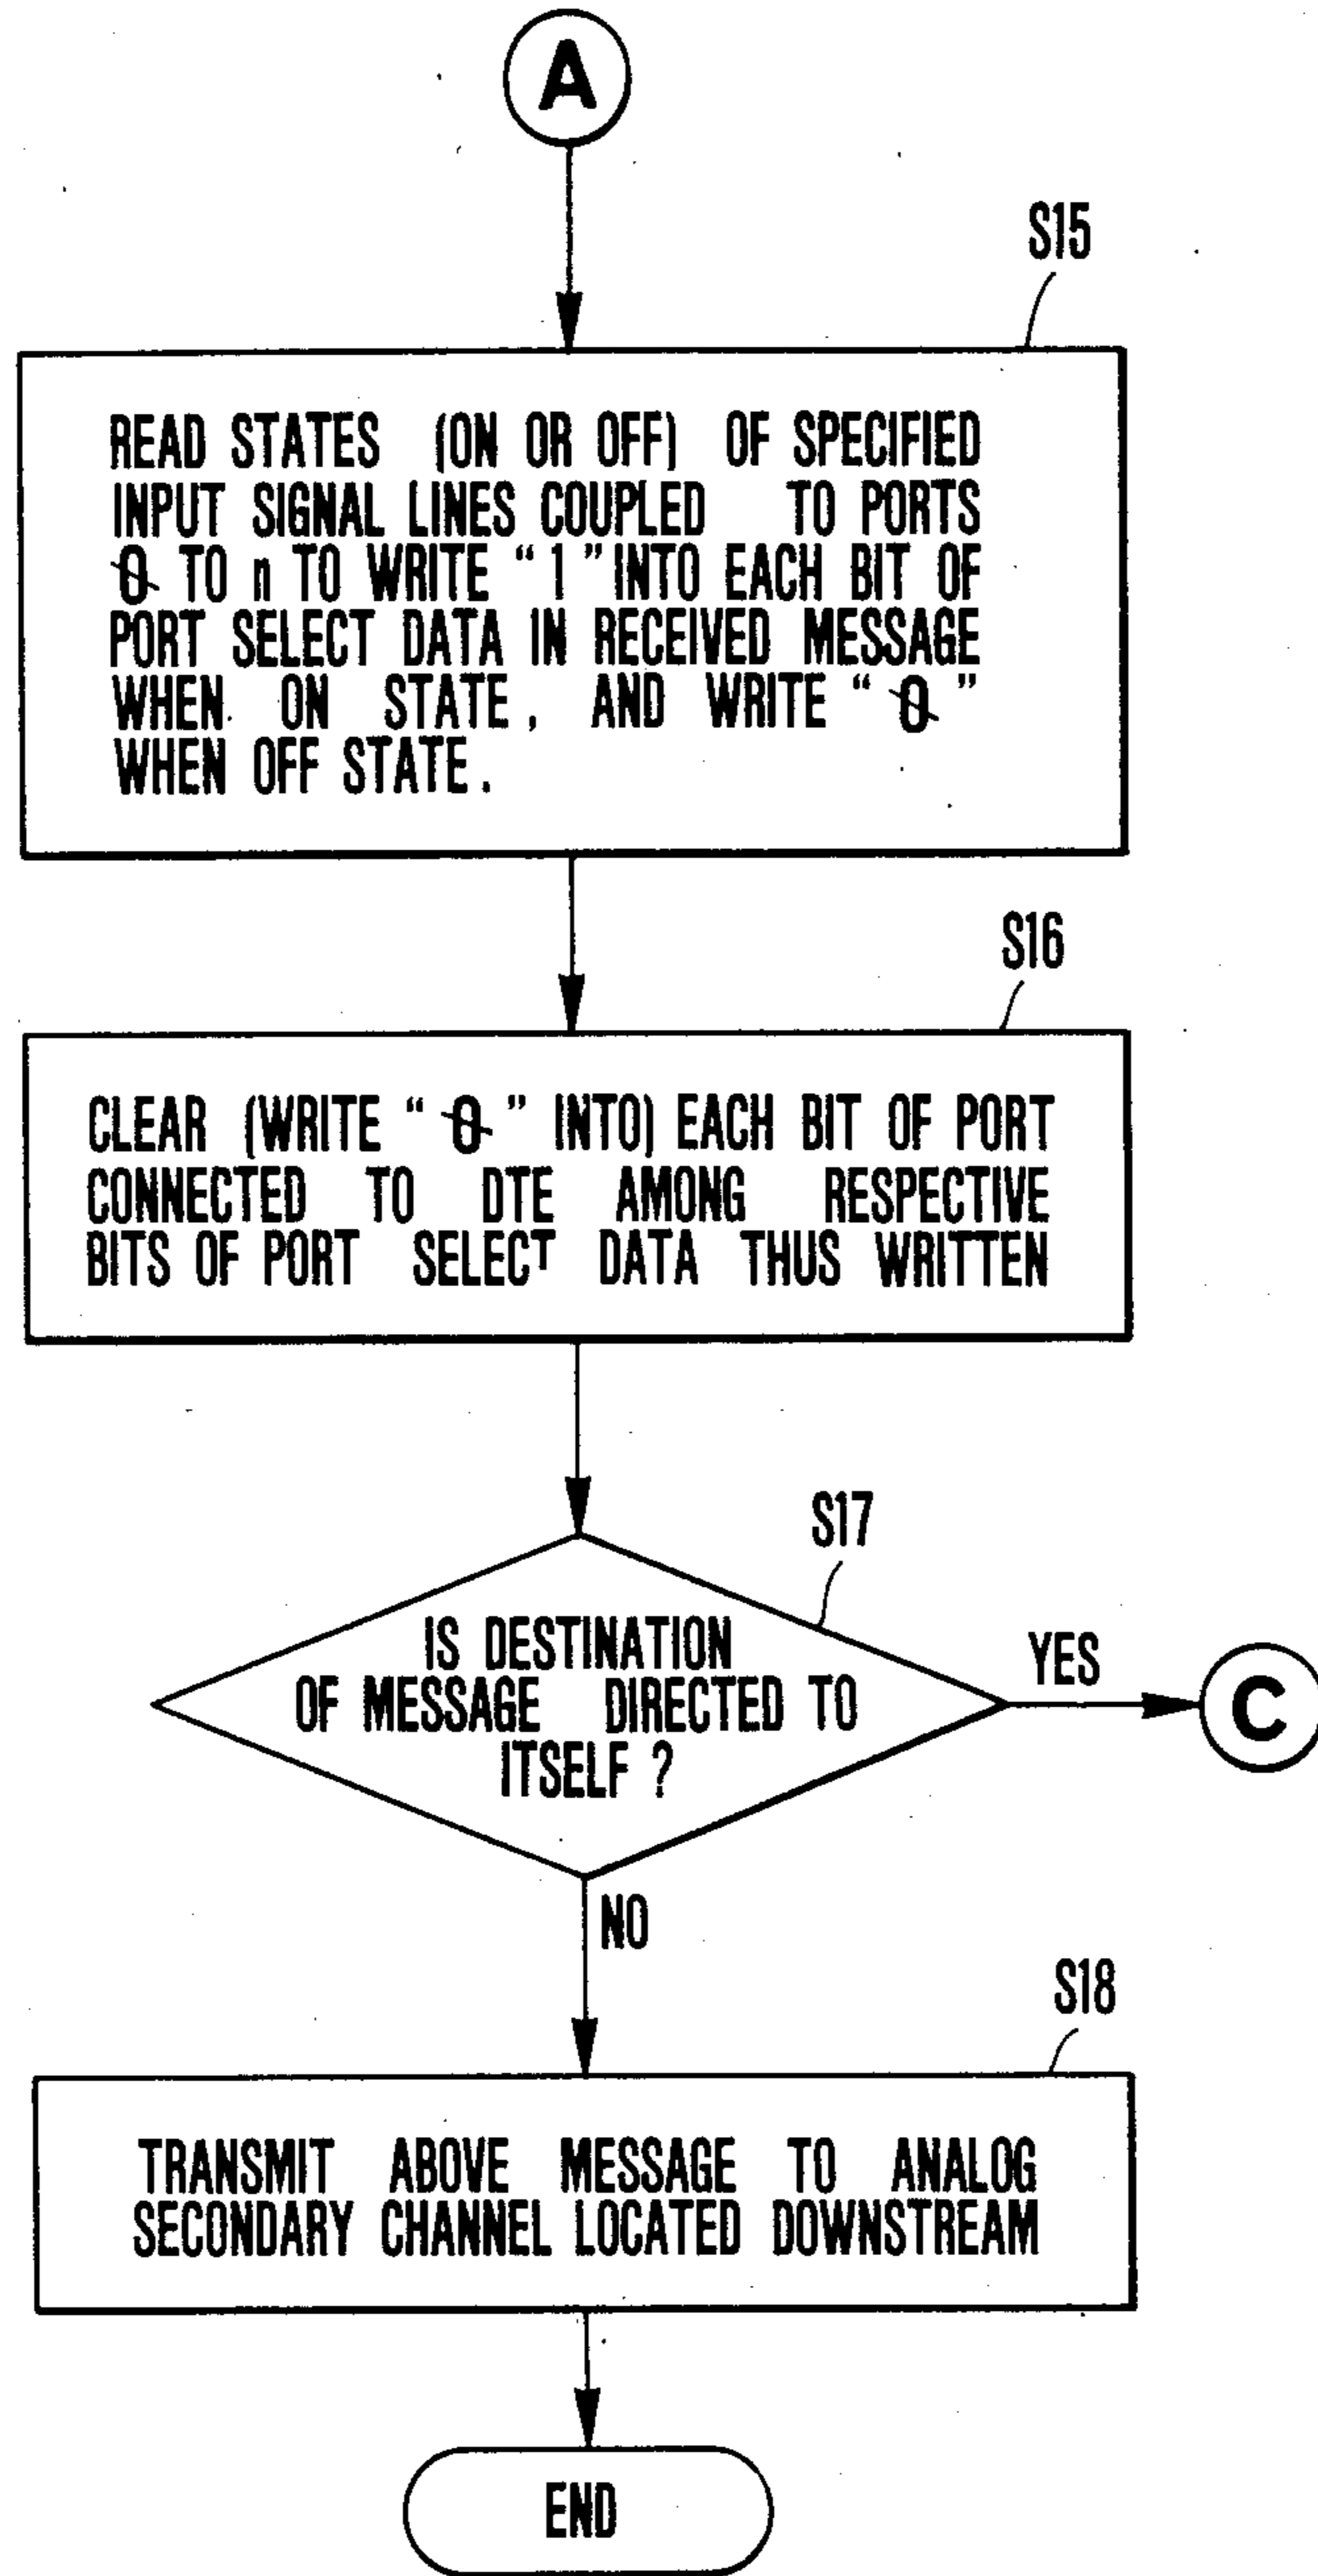 A
S15
READ STATES (ON OR OFF) OF SPECIFIED
INPUT SIGNAL LINES COUPLED TO PORTS
0 TO n TO WRITE "1" INTO EACH BIT OF
PORT SELECT DATA IN RECEIVED MESSAGE
WHEN ON STATE, AND WRITE "0"
WHEN OFF STATE.
S16
CLEAR (WRITE "0" INTO) EACH BIT OF PORT
CONNECTED TO DTE AMONG RESPECTIVE
BITS OF PORT SELECT DATA THUS WRITTEN
S17
IS DESTINATION
OF MESSAGE DIRECTED TO
ITSELF ?
YES
C
NO
S18
TRANSMIT ABOVE MESSAGE TO ANALOG
SECONDARY CHANNEL LOCATED DOWNSTREAM
END